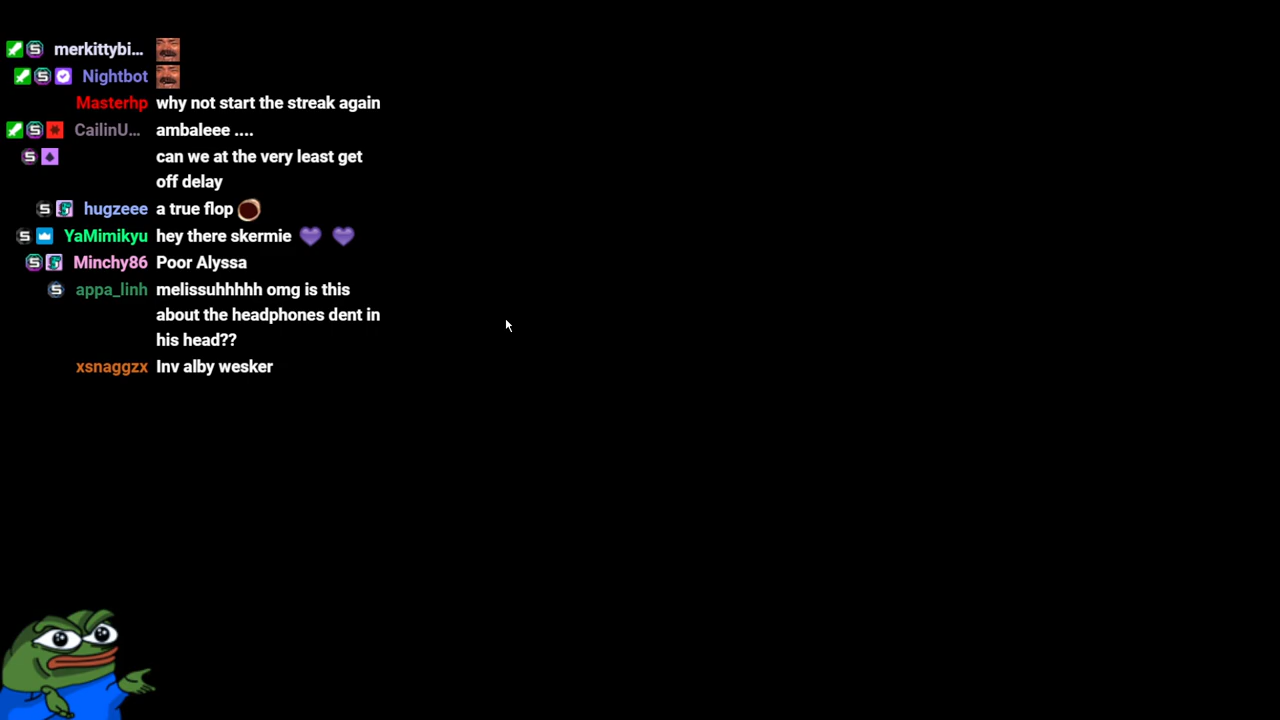 merkittybi...
Nightbot
Masterhp why not start the streak again
CailinU... ambaleee ....
can we at the very least get
off delay
hugzeee a true flop
YaMimikyu hey there skermie
Minchy86 Poor Alyssa
appa_linh melissuhhhhh omg is this
about the headphones dent in
his head??
xsnaggzx Inv alby wesker